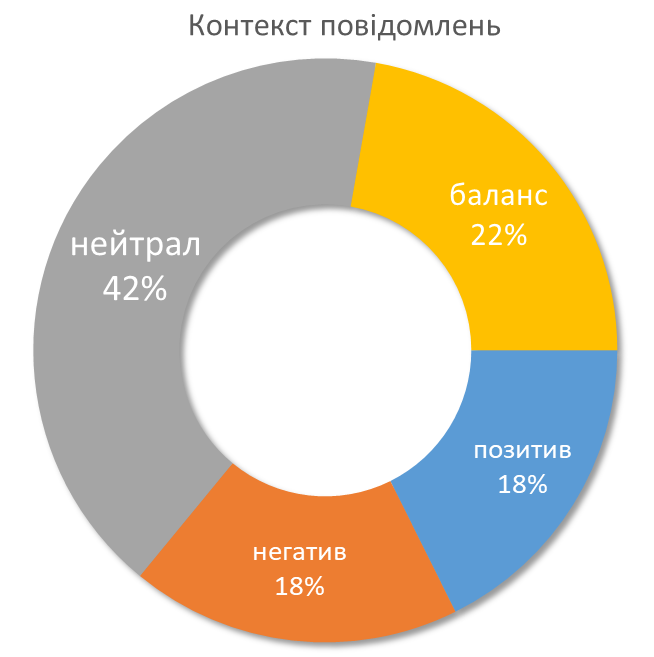 Контекст повідомлень
баланс
22%
нейтрал
42%
позитив
18%
негатив
18%